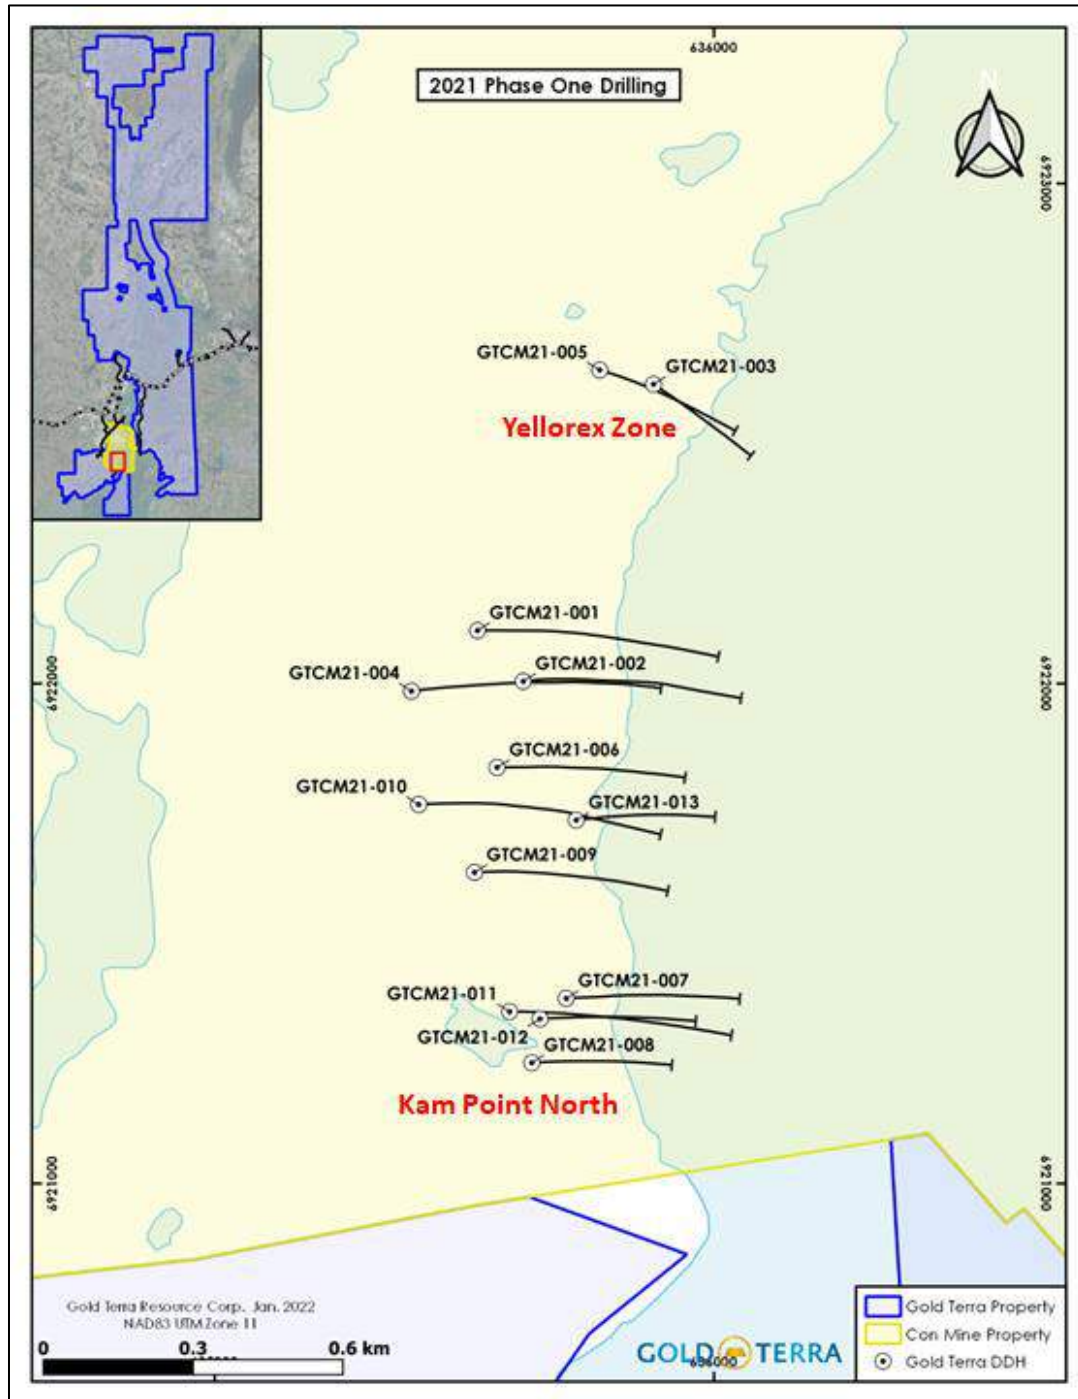 636000
2021 Phase One Drilling
N
6923000
6923000
GTCM21-005
GTCM21-003
Yellorex Zone
GTCM21-001
GTCM21-002
GTCM21-004
6922000
6922000
GTCM21-006
GTCM21-010
GTCM21-013
GTCM21-009
GTCM21-007
GTCM21-011
GTCM21-012
GTCM21-008
Kam Point North
6921000
6921000
Gold Terra Resource Corp. Jan. 2022
NAD83 UTM Zone 11
0 0.3 0.6 km
GOLD TERRA
636000
Gold Terra Property
Con Mine Property
Gold Terra DDH